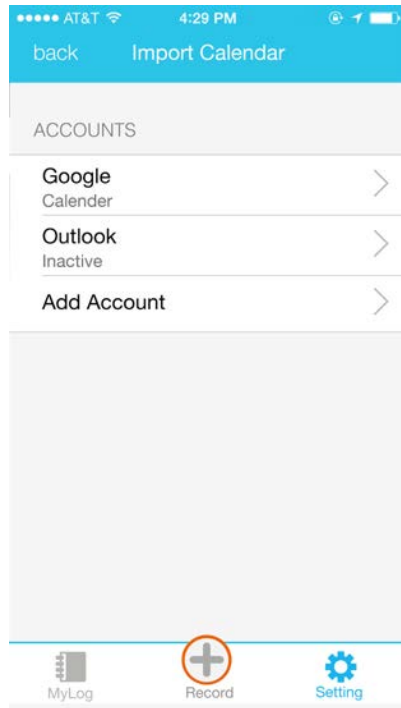 AT&T 4:29 PM
back Import Calendar
ACCOUNTS
Google
Calender
Outlook
Inactive
Add Account
MyLog Record Setting